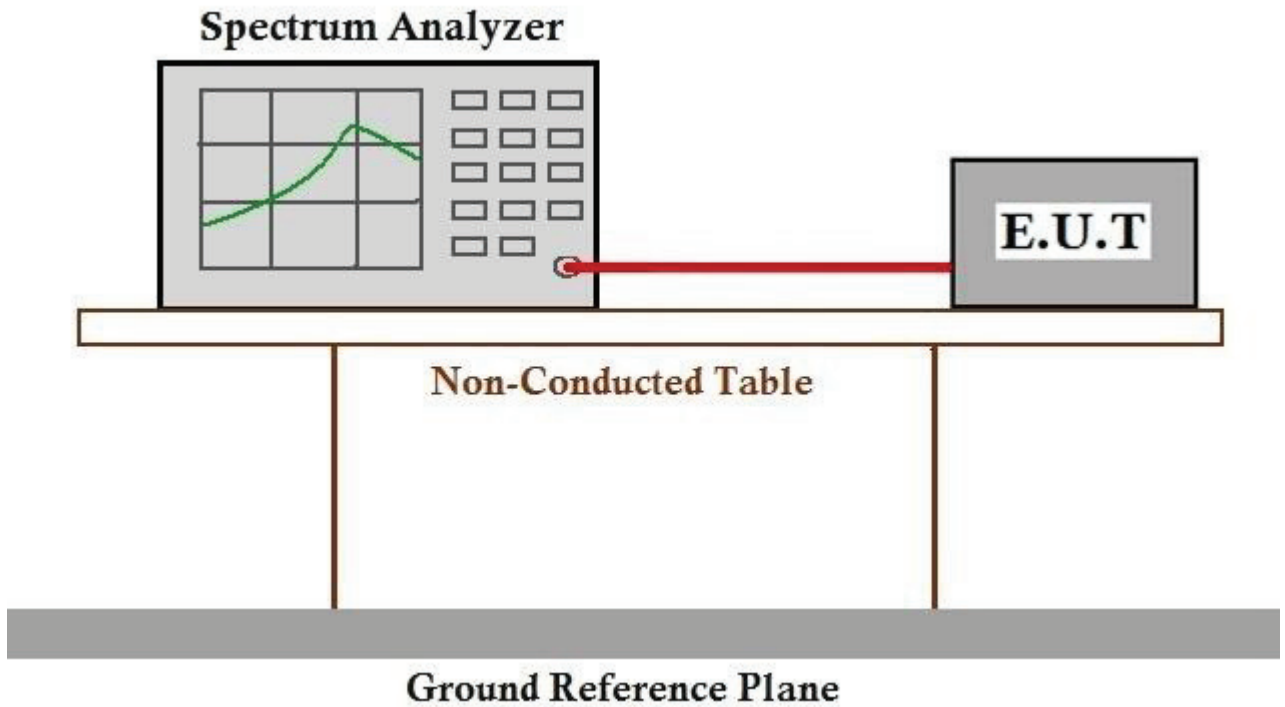 Spectrum Analyzer
E.U.T
Non-Conducted Table
Ground Reference Plane